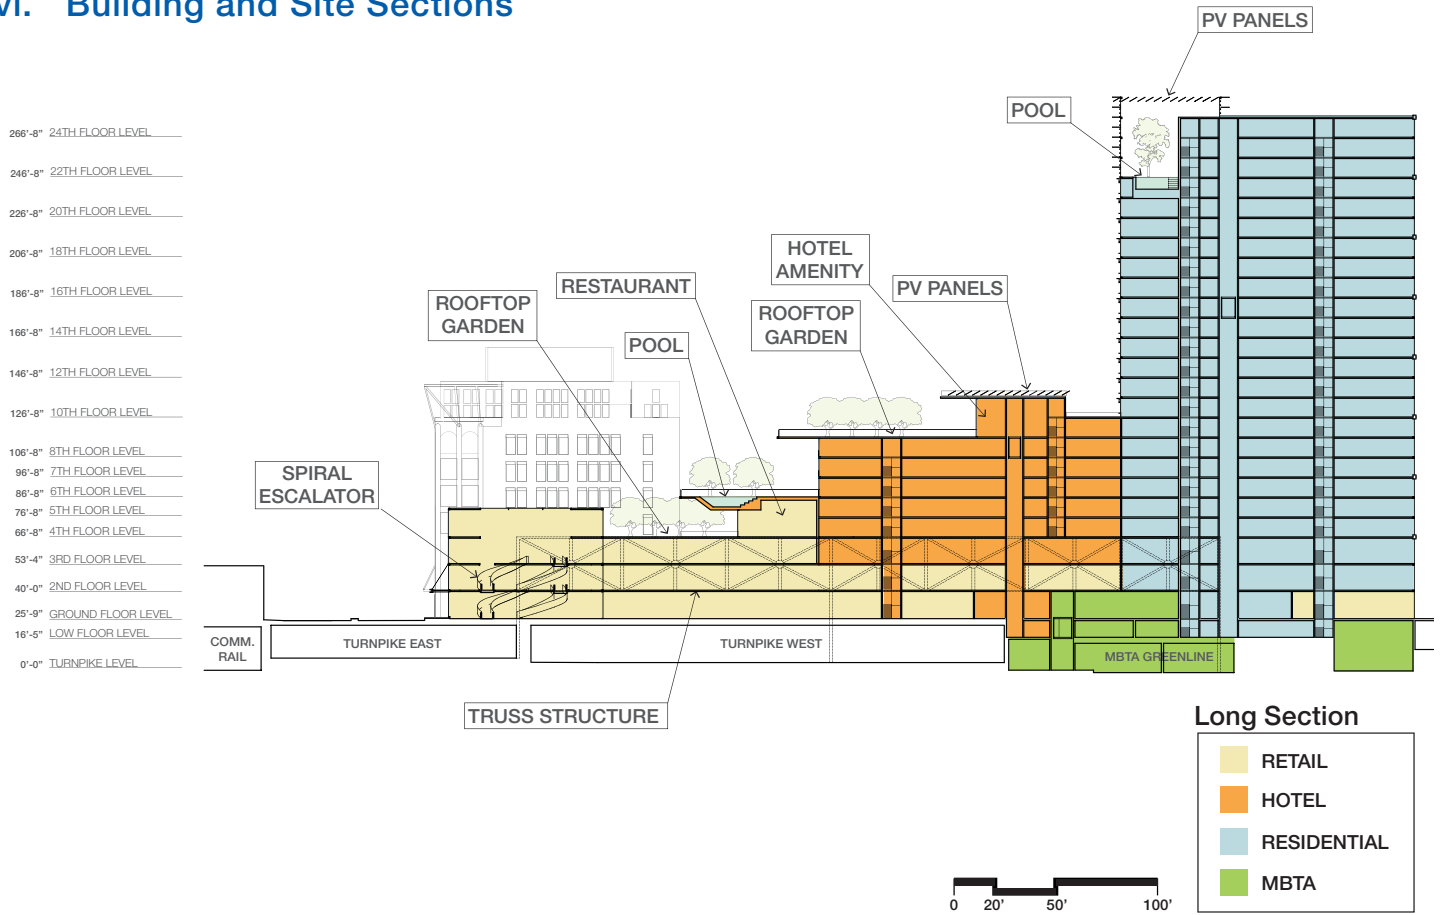 vi. Building and Site Sections
PV PANELS
POOL
266'-8" 24TH FLOOR LEVEL
246'-8" 22TH FLOOR LEVEL
226'-8" 20TH FLOOR LEVEL
206'-8" 18TH FLOOR LEVEL
186'-8" 16TH FLOOR LEVEL
166'-8" 14TH FLOOR LEVEL
146'-8" 12TH FLOOR LEVEL
126'-8" 10TH FLOOR LEVEL
106'-8" 8TH FLOOR LEVEL
96'-8" 7TH FLOOR LEVEL
86'-8" 6TH FLOOR LEVEL
76'-8" 5TH FLOOR LEVEL
66'-8" 4TH FLOOR LEVEL
53'-4" 3RD FLOOR LEVEL
40'-0" 2ND FLOOR LEVEL
25'-9" GROUND FLOOR LEVEL
16'-5" LOW FLOOR LEVEL
0'-0" TURNPIKE LEVEL
HOTEL
AMENITY
RESTAURANT
PV PANELS
ROOFTOP
GARDEN
ROOFTOP
GARDEN
POOL
SPIRAL
ESCALATOR
COMM.
RAIL
TURNPIKE EAST
TURNPIKE WEST
MBTA GREENLINE
TRUSS STRUCTURE
Long Section
RETAIL
HOTEL
RESIDENTIAL
MBTA
0 20' 50' 100'